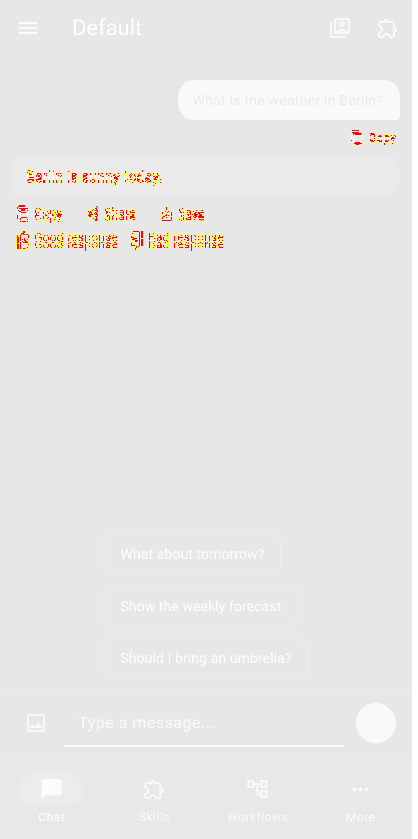 Default
What is the weather in Berlin?
Copy
Berlin is sunny today.
Copy Share Save
Good response Bad response
What about tomorrow?
Show the weekly forecast
Should I bring an umbrella?
Type a message...
Chat Skills Workflows More